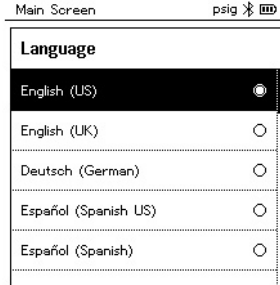 Main Screen psig
Language
English (US)
English (UK)
Deutsch (German)
Español (Spanish US)
Español (Spanish)